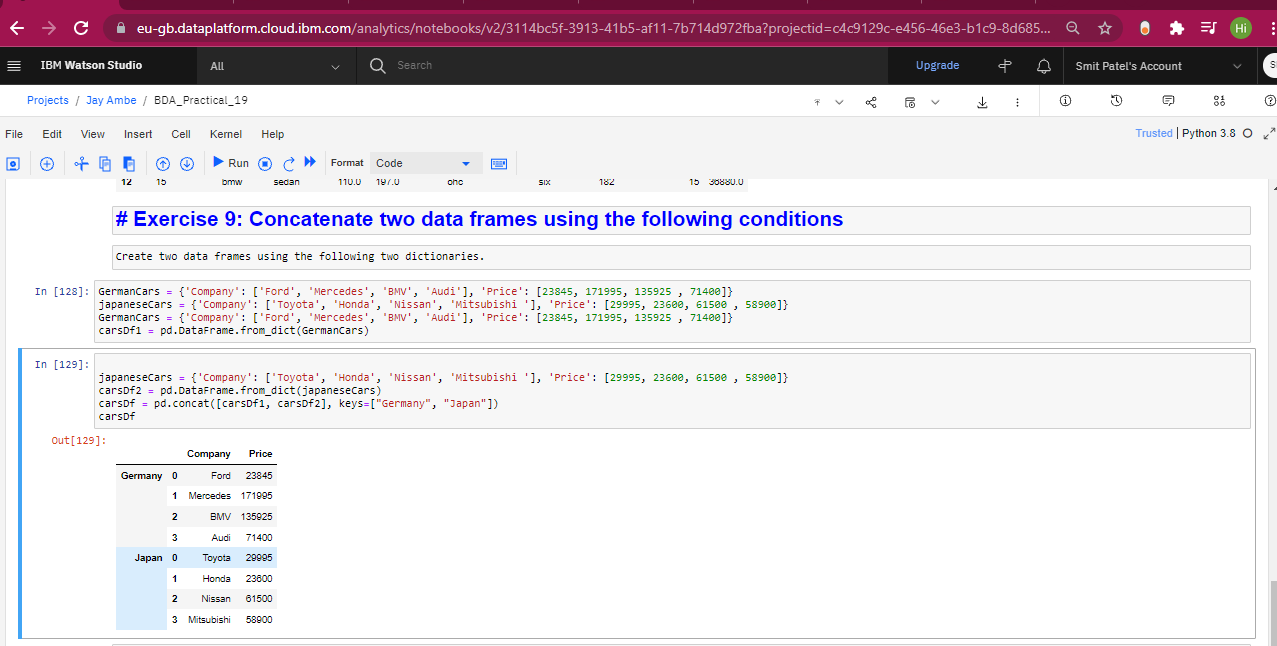 eu-gb.dataplatform.cloud.ibm.com/analytics/notebooks/v2/3114bc5f-3913-41b5-af11-7b714d972fba?projectid=c4c9129c-e456-46e3-b1c9-8d685...
Hi
IBM Watson Studio
All
Search
Upgrade
Smit Patel's Account
Projects / Jay Ambe / BDA_Practical_19
File Edit View Insert Cell Kernel Help
Trusted | Python 3.8
Run
Format
Code
12 15 bmw sedan 110.0 197.0 ohc six 182 15 36880.0
# Exercise 9: Concatenate two data frames using the following conditions
Create two data frames using the following two dictionaries.
In [128]: GermanCars = {'Company': ['Ford', 'Mercedes', 'BMV', 'Audi'], 'Price': [23845, 171995, 135925 , 71400]}
japaneseCars = {'Company': ['Toyota', 'Honda', 'Nissan', 'Mitsubishi '], 'Price': [29995, 23600, 61500 , 58900]}
GermanCars = {'Company': ['Ford', 'Mercedes', 'BMV', 'Audi'], 'Price': [23845, 171995, 135925 , 71400]}
carsDf1 = pd.DataFrame.from_dict(GermanCars)
In [129]:
japaneseCars = {'Company': ['Toyota', 'Honda', 'Nissan', 'Mitsubishi '], 'Price': [29995, 23600, 61500 , 58900]}
carsDf2 = pd.DataFrame.from_dict(japaneseCars)
carsDf = pd.concat([carsDf1, carsDf2], keys=["Germany", "Japan"])
carsDf
Out[129]:
Company Price
Germany 0 Ford 23845
1 Mercedes 171995
2 BMV 135925
3 Audi 71400
Japan 0 Toyota 29995
1 Honda 23600
2 Nissan 61500
3 Mitsubishi 58900